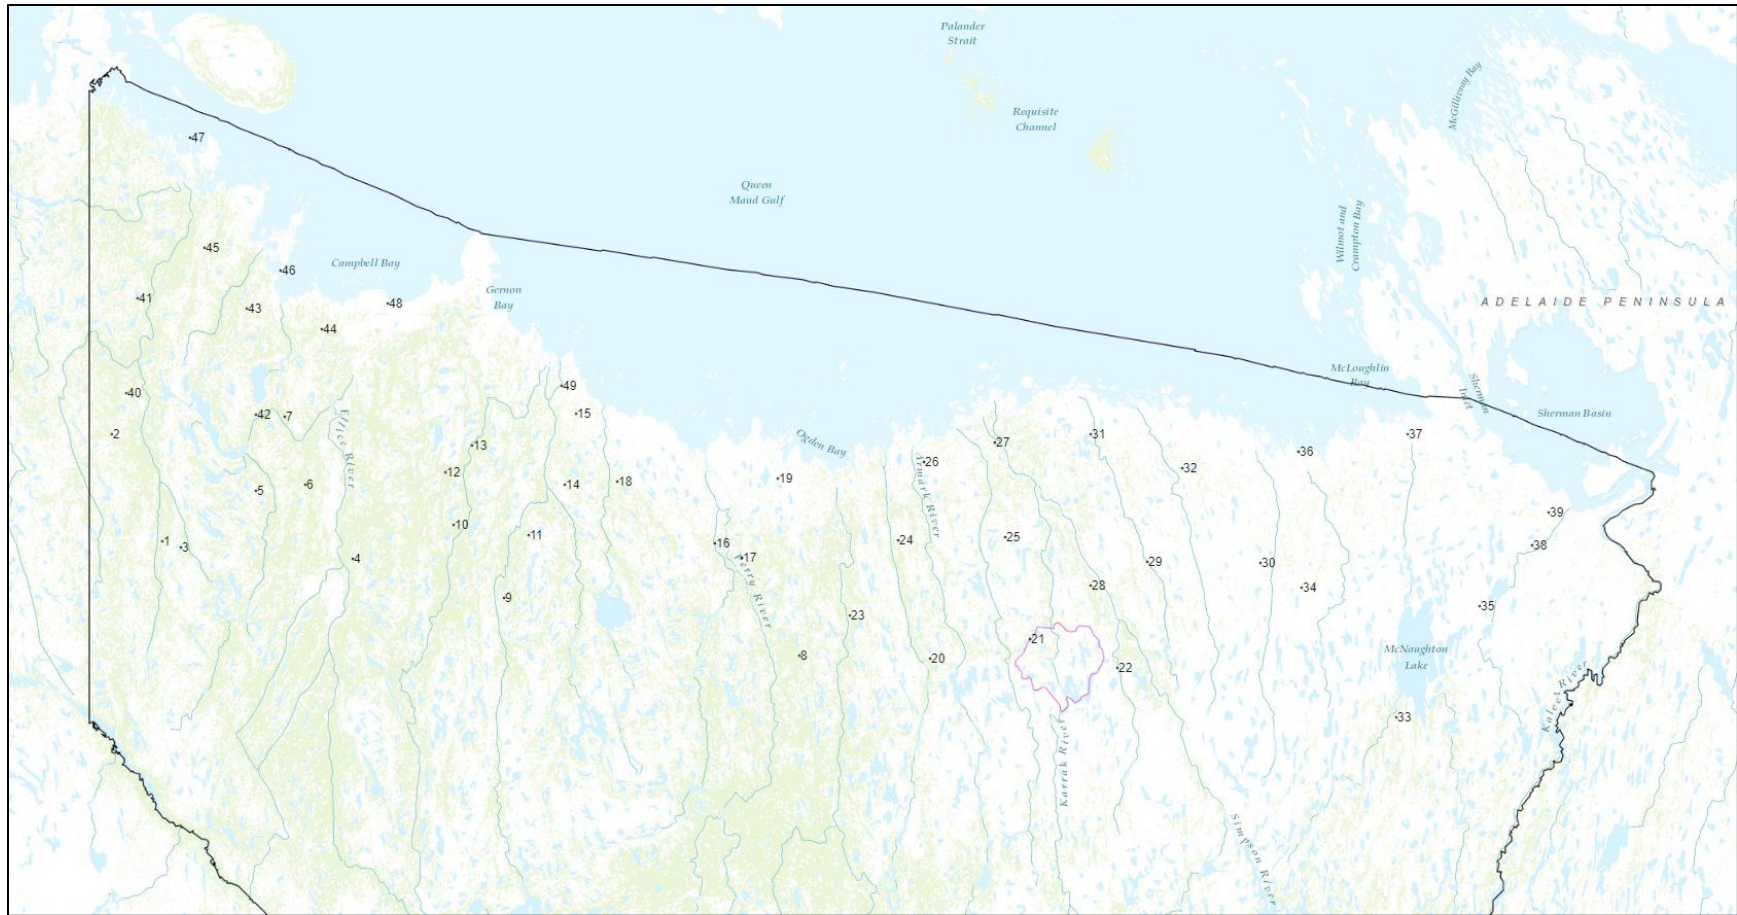 Palander
Strait
McGillivray Bay
Requisite
Channel
47
Queen
Maud Gulf
Wilmot and
Crampton Bay
45
Campbell Bay
46
Gernon
Bay
41
48
43
44
ADELAIDE PENINSULA
McLoughlin
Bay
49
40
Sherman
Inlet
42
7
15
Sherman Basin
2
Ellice River
13
Ogden Bay
27
31
37
36
12
26
32
5
6
14
18
19
Armark River
39
10
1
3
11
16
24
25
38
4
17
29
30
Perry River
28
34
9
23
35
21
8
20
22
McNaughton
Lake
Kaleet River
33
Karrak River
Simpson River